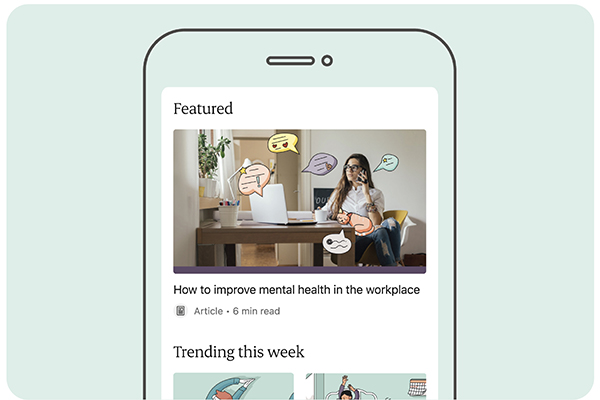 Featured
How to improve mental health in the workplace
Article • 6 min read
Trending this week